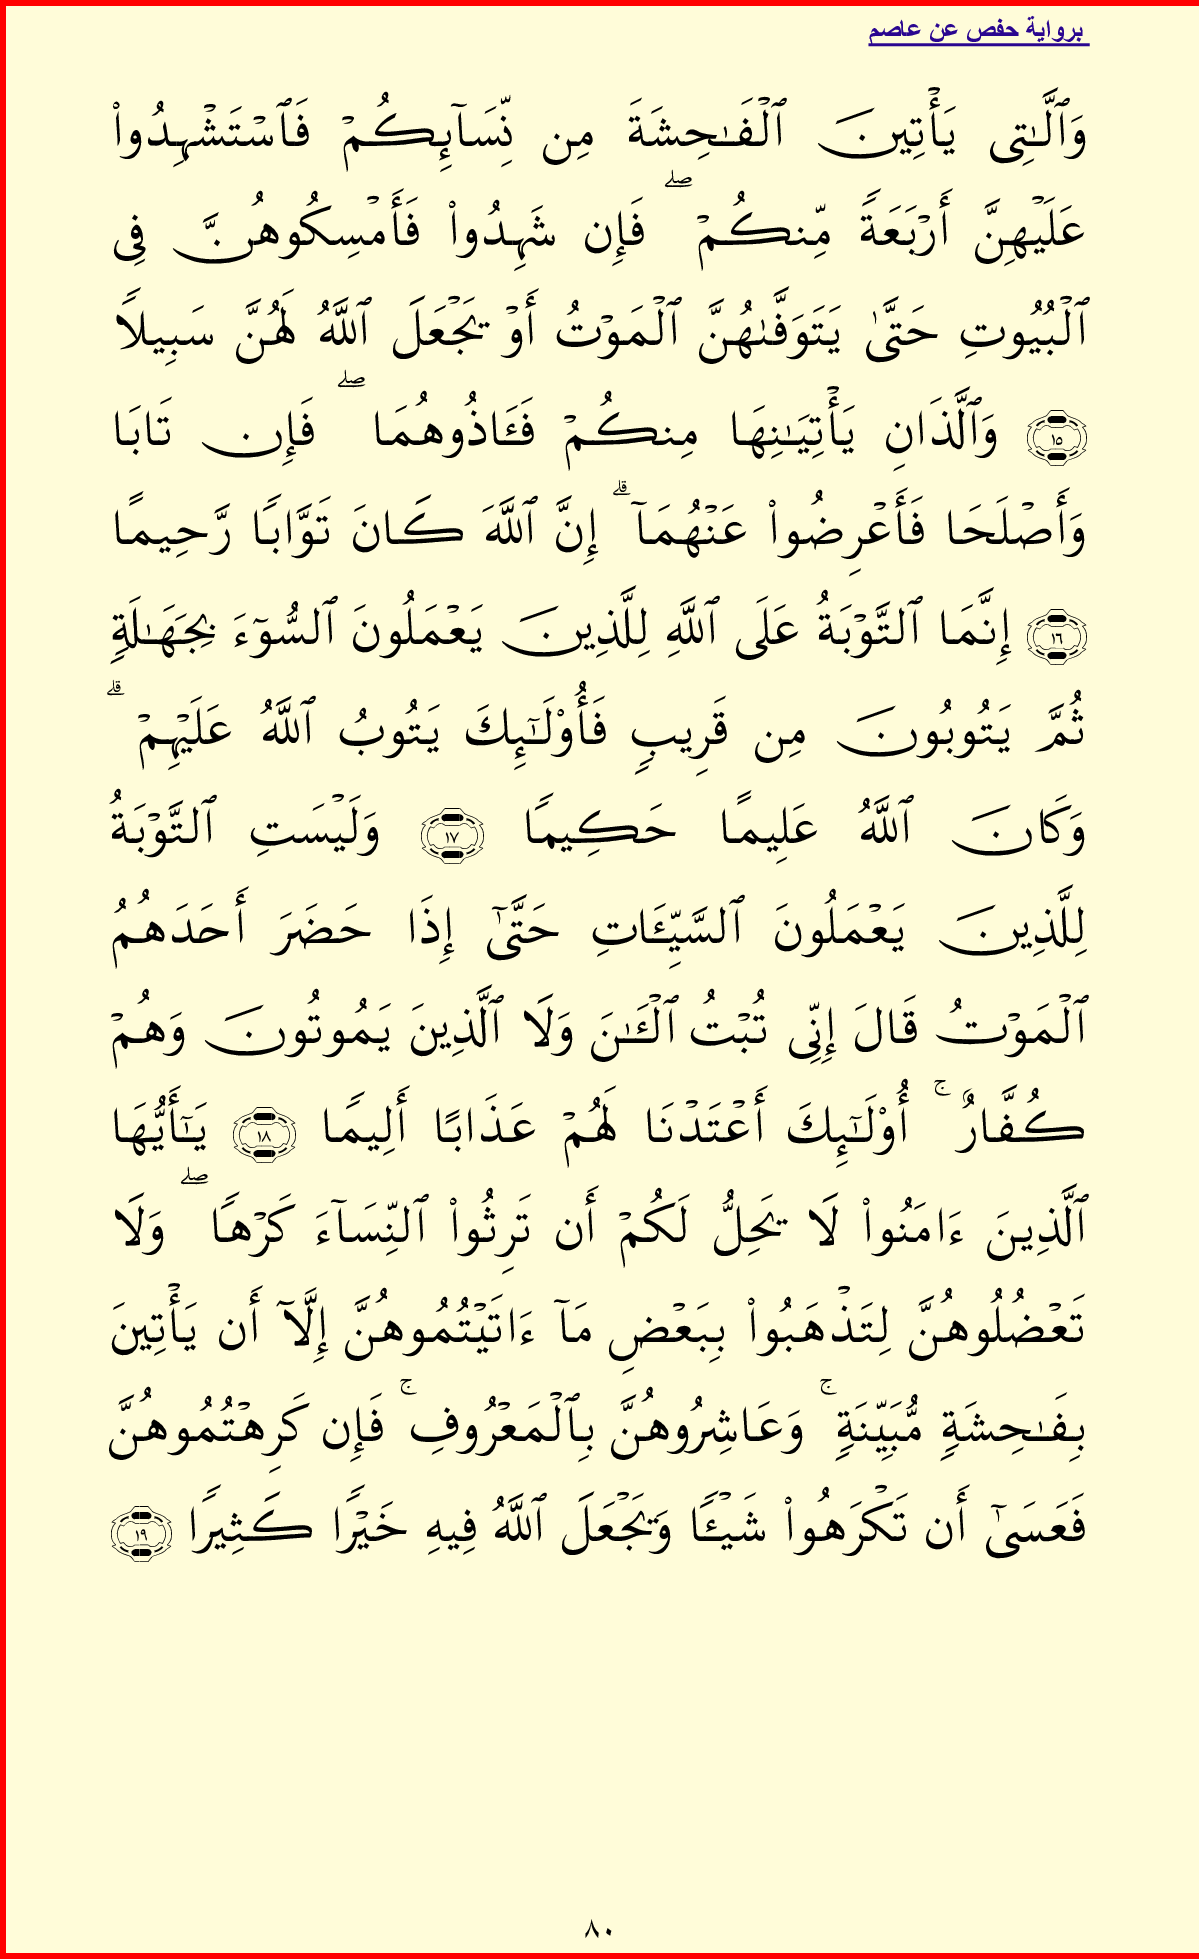 برواية حفص عن عاصم
وَٱلَّـٰتِى يَأۡتِينَ ٱلۡفَـٰحِشَةَ مِن نِّسَآئِكُمۡ فَٱسۡتَشۡہِدُواْ
عَلَيۡهِنَّ أَرۡبَعَةً۬ مِّنڪُمۡ‌ۖ فَإِن شَہِدُواْ فَأَمۡسِكُوهُنَّ فِى
ٱلۡبُيُوتِ حَتَّىٰ يَتَوَفَّٮٰهُنَّ ٱلۡمَوۡتُ أَوۡ يَجۡعَلَ ٱللَّهُ لَهُنَّ سَبِيلاً۬
١٥ وَٱلَّذَانِ يَأۡتِيَـٰنِهَا مِنڪُمۡ فَـَٔاذُوهُمَا‌ۖ فَإِن تَابَا
وَأَصۡلَحَا فَأَعۡرِضُواْ عَنۡهُمَآ‌ۗ إِنَّ ٱللَّهَ ڪَانَ تَوَّابً۬ا رَّحِيمًا
١٦ إِنَّمَا ٱلتَّوۡبَةُ عَلَى ٱللَّهِ لِلَّذِينَ يَعۡمَلُونَ ٱلسُّوٓءَ بِجَهَـٰلَةٍ۬
ثُمَّ يَتُوبُونَ مِن قَرِيبٍ۬ فَأُوْلَـٰٓئِكَ يَتُوبُ ٱللَّهُ عَلَيۡہِمۡ‌ۗ
وَكَانَ ٱللَّهُ عَلِيمًا حَڪِيمً۬ا ١٧ وَلَيۡسَتِ ٱلتَّوۡبَةُ
لِلَّذِينَ يَعۡمَلُونَ ٱلسَّيِّـَٔاتِ حَتَّىٰٓ إِذَا حَضَرَ أَحَدَهُمُ
ٱلۡمَوۡتُ قَالَ إِنِّى تُبۡتُ ٱلۡـَٔـٰنَ وَلَا ٱلَّذِينَ يَمُوتُونَ وَهُمۡ
ڪُفَّارٌ‌ۚ أُوْلَـٰٓئِكَ أَعۡتَدۡنَا لَهُمۡ عَذَابًا أَلِيمً۬ا ١٨ يَـٰٓأَيُّهَا
ٱلَّذِينَ ءَامَنُواْ لَا يَحِلُّ لَكُمۡ أَن تَرِثُواْ ٱلنِّسَآءَ كَرۡهً۬ا‌ۖ وَلَا
تَعۡضُلُوهُنَّ لِتَذۡهَبُواْ بِبَعۡضِ مَآ ءَاتَيۡتُمُوهُنَّ إِلَّآ أَن يَأۡتِينَ
بِفَـٰحِشَةٍ۬ مُّبَيِّنَةٍ۬‌ۚ وَعَاشِرُوهُنَّ بِٱلۡمَعۡرُوفِ‌ۚ فَإِن كَرِهۡتُمُوهُنَّ
فَعَسَىٰٓ أَن تَكۡرَهُواْ شَيۡـًٔ۬ا وَيَجۡعَلَ ٱللَّهُ فِيهِ خَيۡرً۬ا ڪَثِيرً۬ا ١٩
٨٠